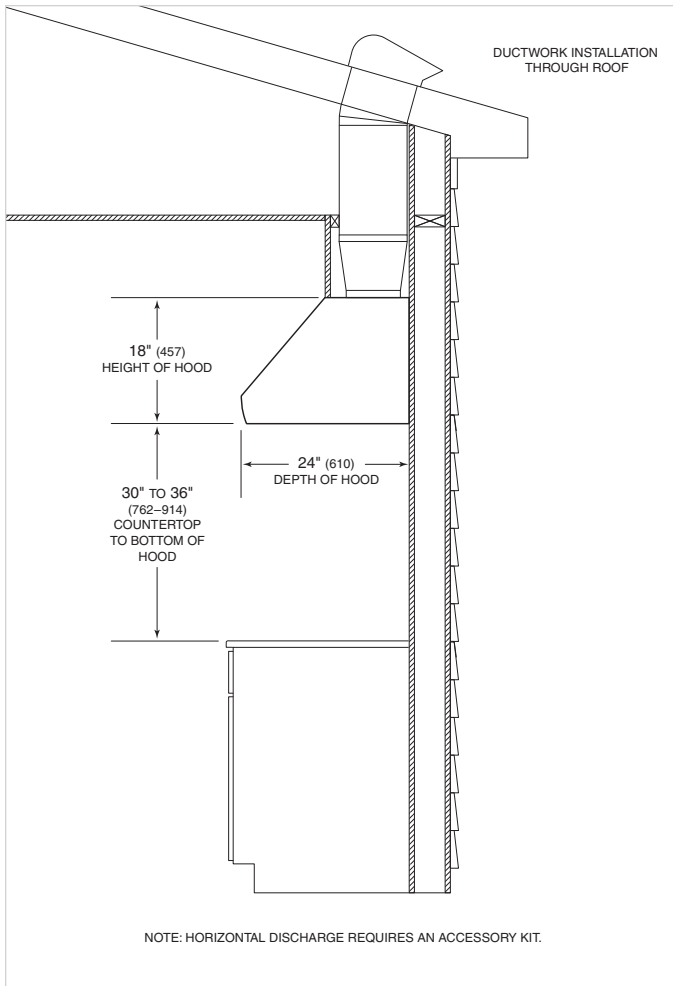 DUCTWORK INSTALLATION
THROUGH ROOF
18" (457)
HEIGHT OF HOOD
24" (610)
DEPTH OF HOOD
30" TO 36"
(762–914)
COUNTERTOP
TO BOTTOM OF
HOOD
NOTE: HORIZONTAL DISCHARGE REQUIRES AN ACCESSORY KIT.